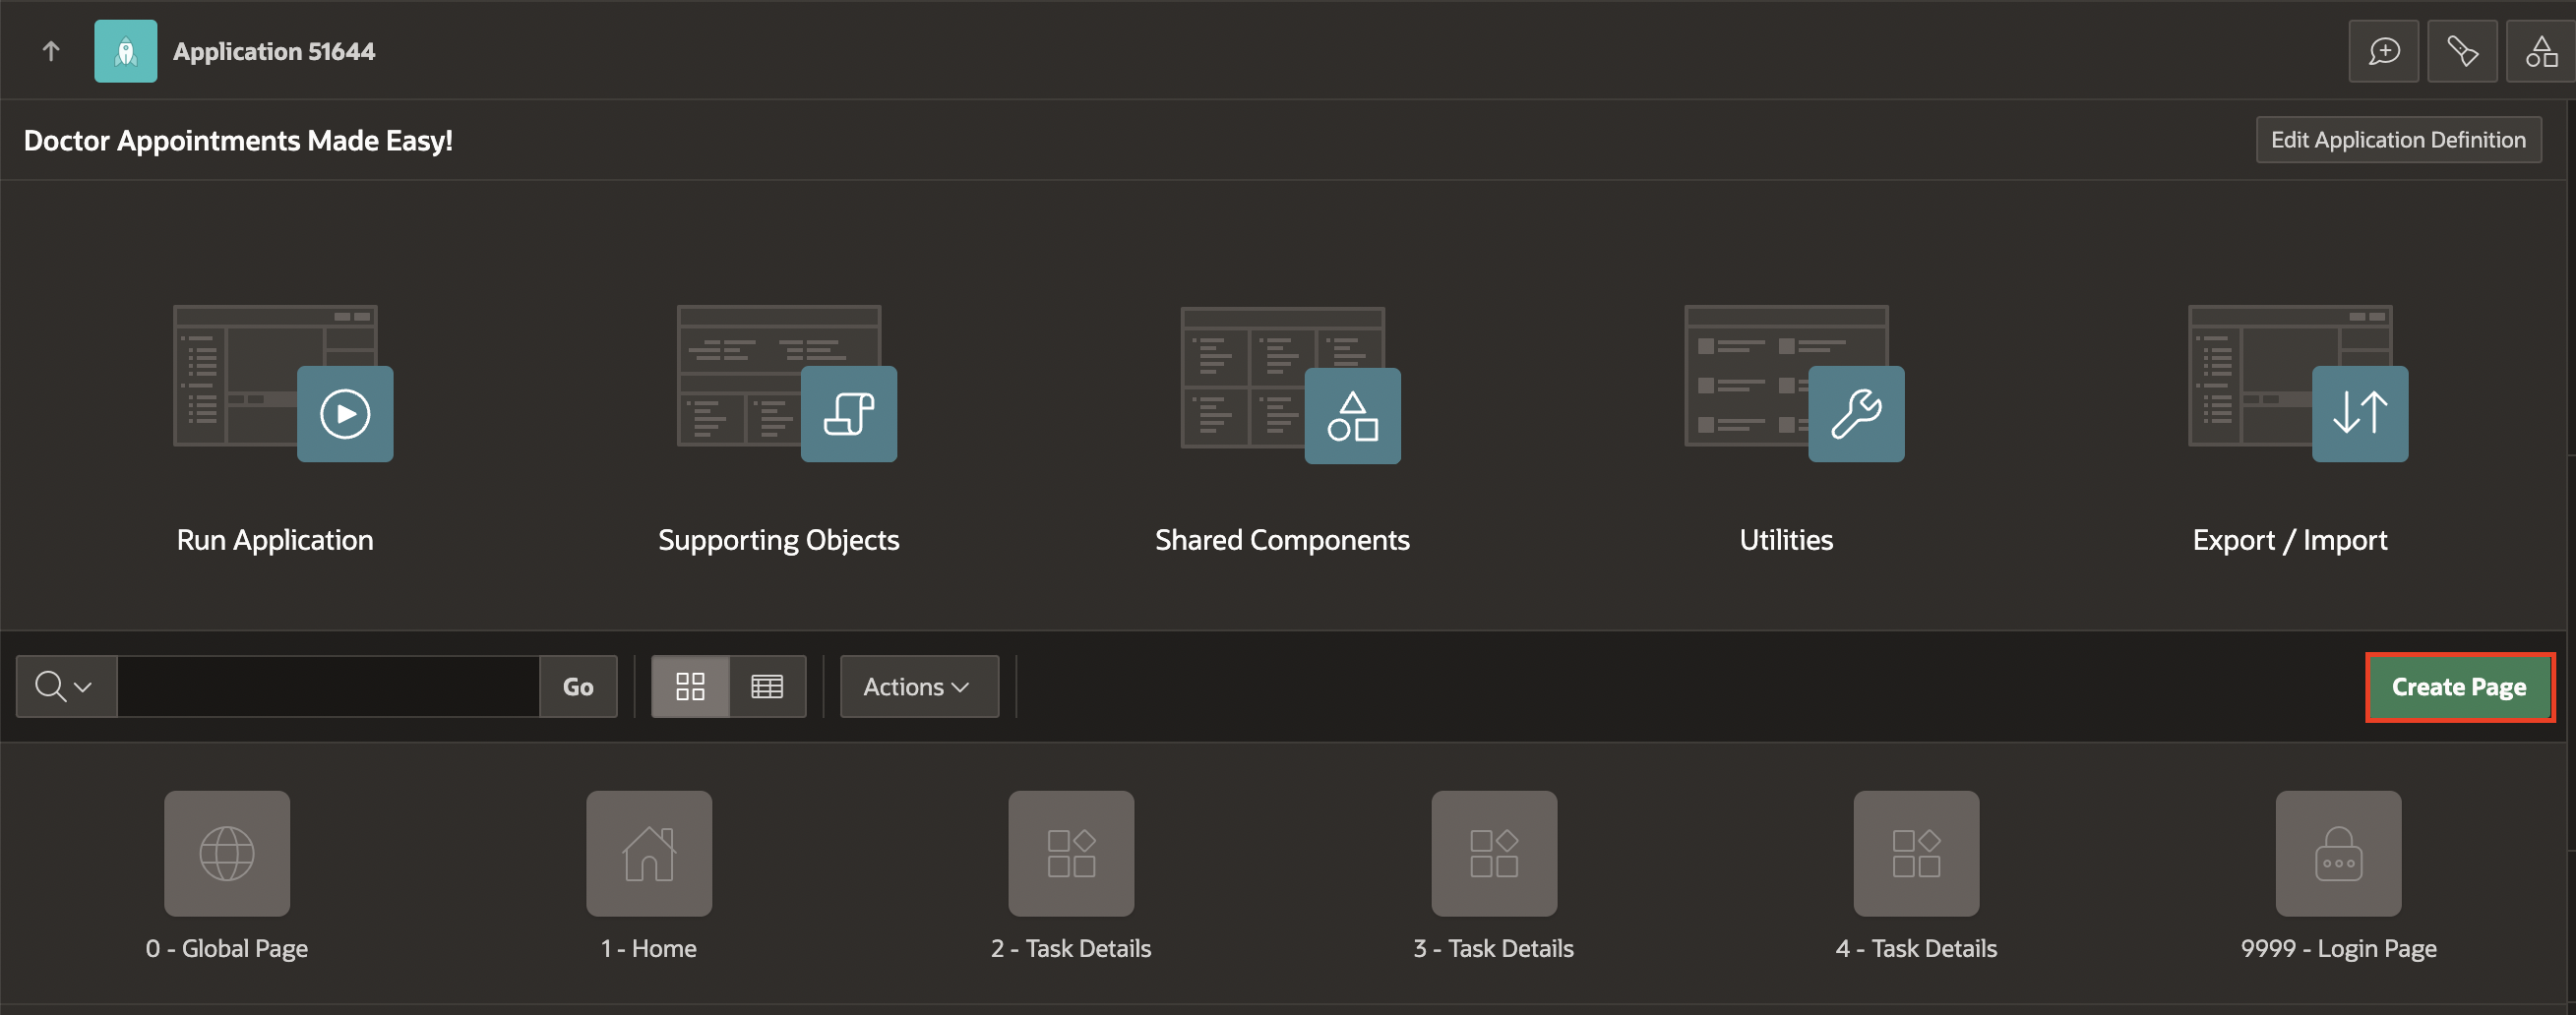 Application 51644
Doctor Appointments Made Easy!
Edit Application Definition
Run Application
Supporting Objects
Shared Components
Utilities
Export / Import
Go
Actions
Create Page
0 - Global Page
1 - Home
2 - Task Details
3 - Task Details
4 - Task Details
9999 - Login Page